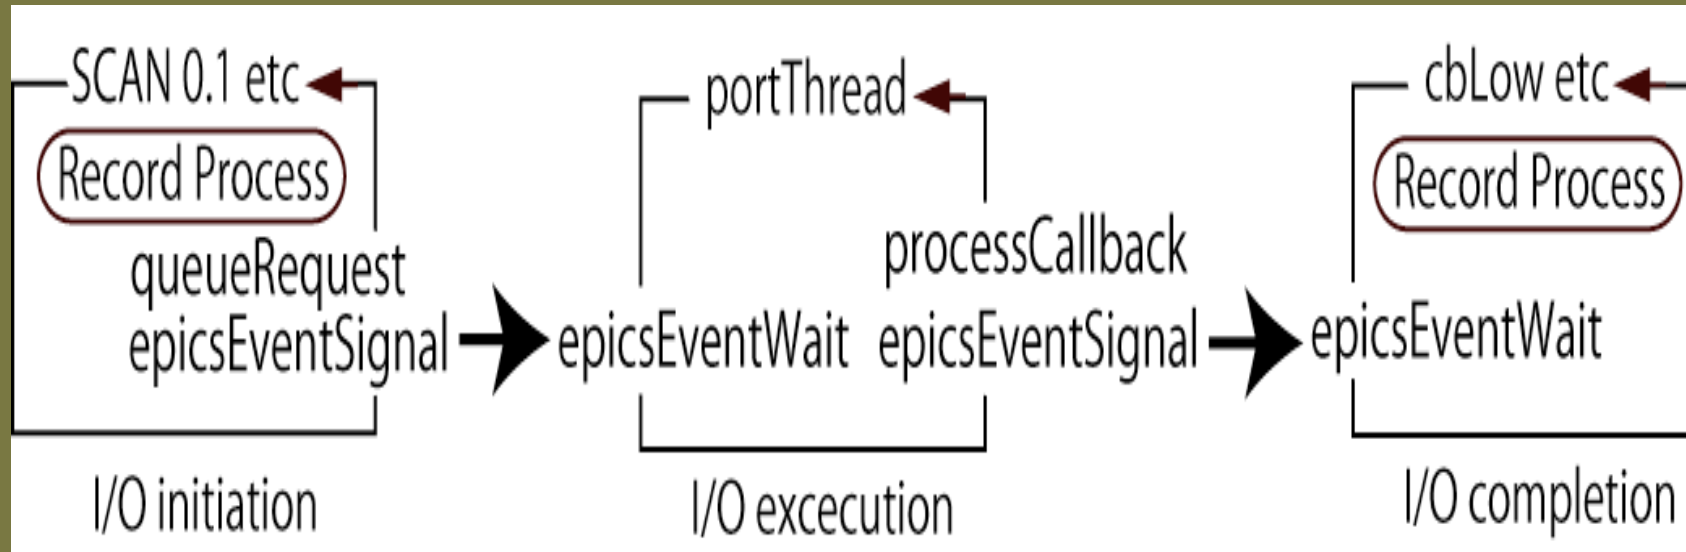 SCAN 0.1 etc
Record Process
queueRequest
epicsEventSignal
I/O initiation
portThread
processCallback
epicsEventWait epicsEventSignal
I/O excecution
cbLow etc
Record Process
epicsEventWait
I/O completion